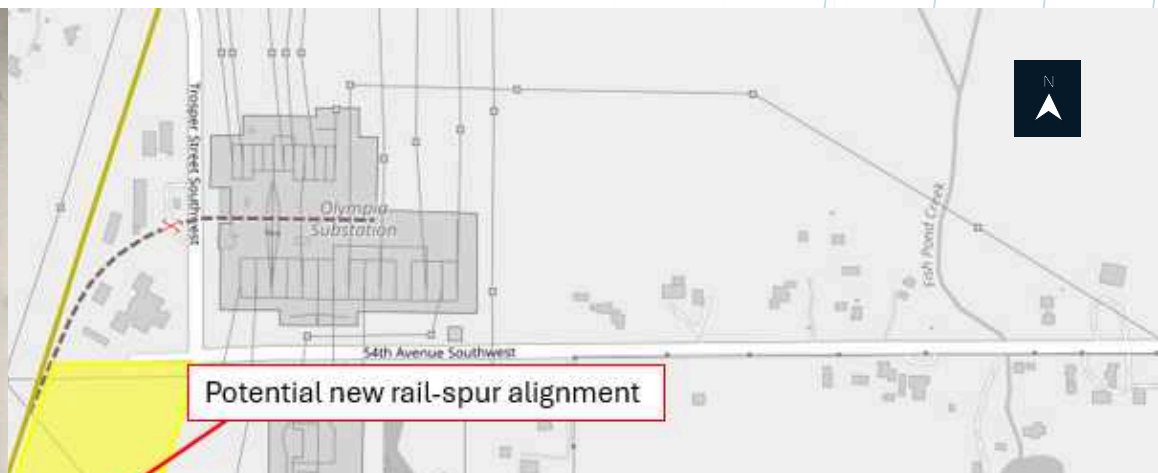 N
Trosper Street Southwest
Olympia
Substation
Fish Pond Creek
54th Avenue Southwest
Potential new rail-spur alignment